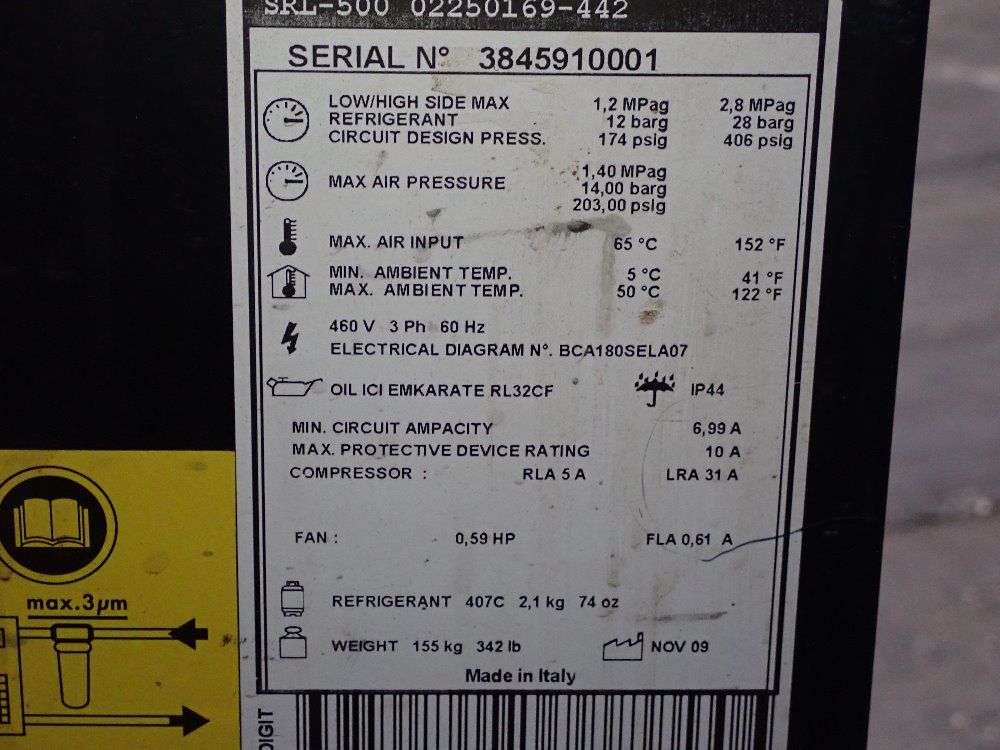 SRL-500 02250169-442
SERIAL N° 3845910001
LOW/HIGH SIDE MAX 1,2 MPag 2,8 MPag
REFRIGERANT 12 barg 28 barg
CIRCUIT DESIGN PRESS. 174 psig 406 psig
1,40 MPag
MAX AIR PRESSURE 14,00 barg
203,00 psig
MAX. AIR INPUT 65 °C 152 °F
MIN. AMBIENT TEMP. 5 °C 41 °F
MAX. AMBIENT TEMP. 50 °C 122 °F
460 V 3 Ph 60 Hz
ELECTRICAL DIAGRAM N°. BCA180SELA07
OIL ICI EMKARATE RL32CF IP44
MIN. CIRCUIT AMPACITY 6,99 A
MAX. PROTECTIVE DEVICE RATING 10 A
COMPRESSOR : RLA 5 A LRA 31 A
FAN : 0,59 HP FLA 0,61 A
REFRIGERANT 407C 2,1 kg 74 oz
WEIGHT 155 kg 342 lb NOV 09
Made in Italy
DIGIT
max.3µm